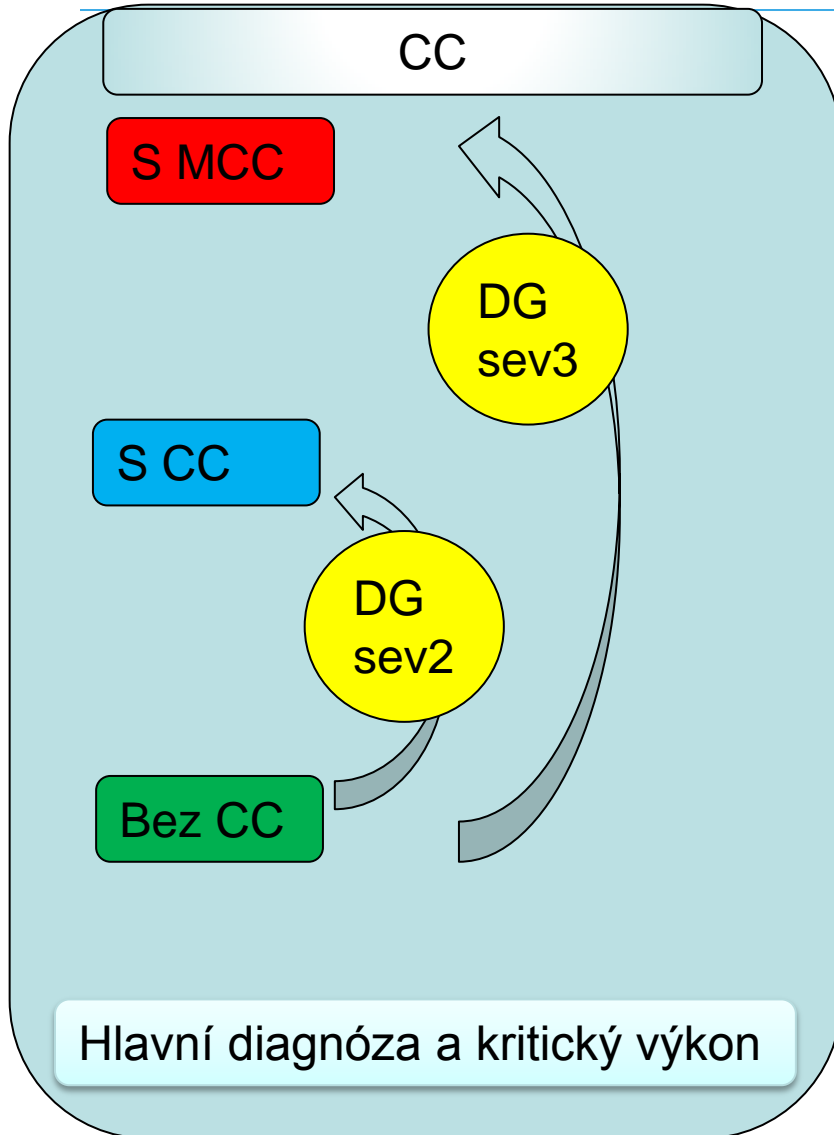 CC
S MCC
DG
sev3
S CC
DG
sev2
Bez CC
Hlavní diagnóza a kritický výkon